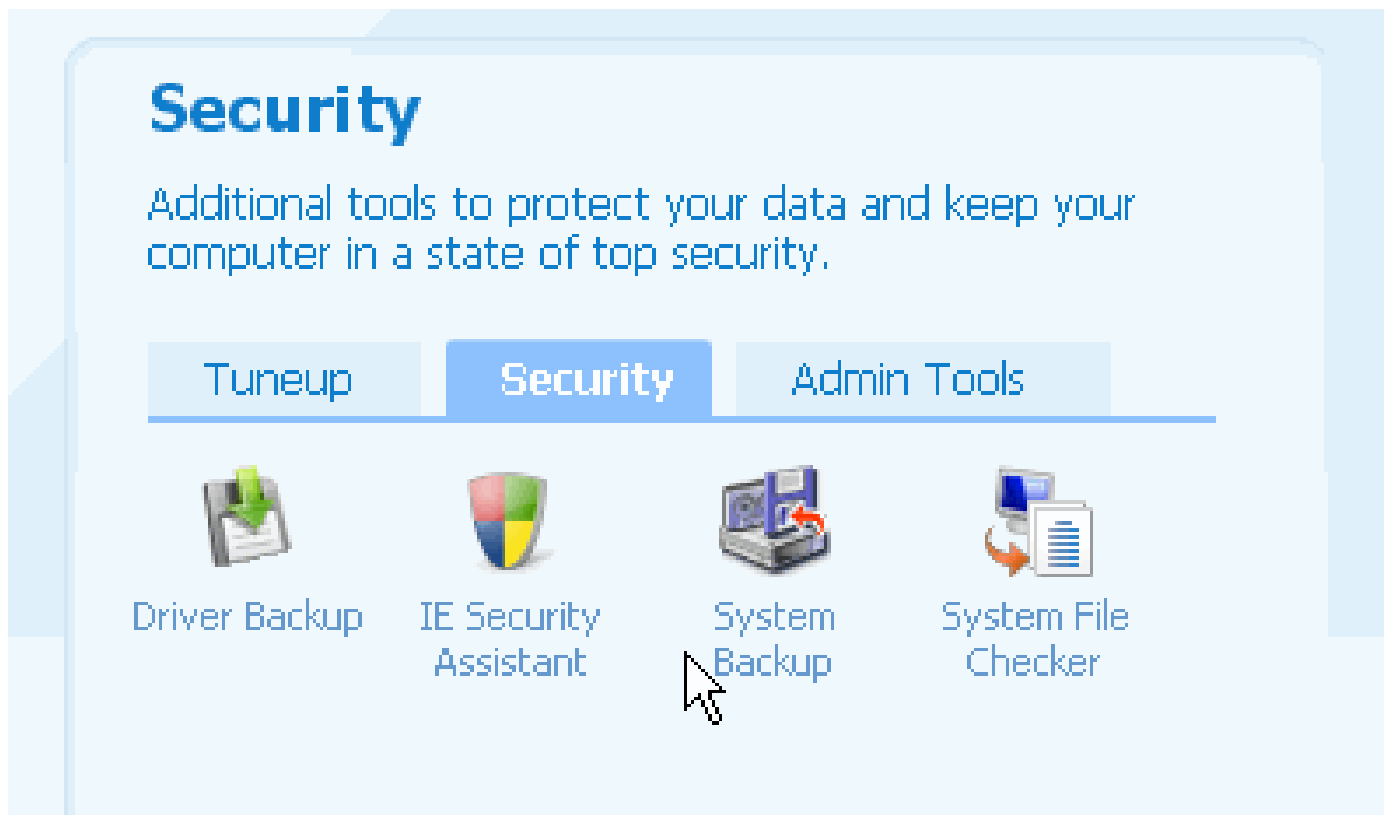 Security
Additional tools to protect your data and keep your
computer in a state of top security.
Tuneup Security Admin Tools
Driver Backup IE Security System System File
Assistant Backup Checker